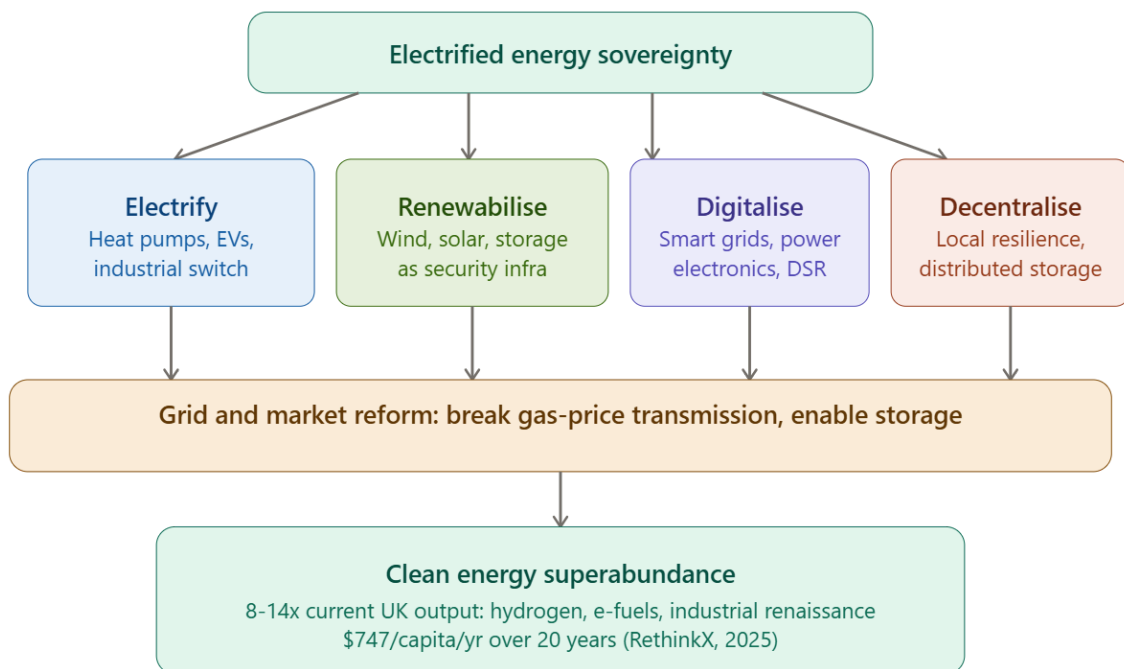 Electrified energy sovereignty
Electrify
Heat pumps, EVs,
industrial switch
Renewabilise
Wind, solar, storage
as security infra
Digitalise
Smart grids, power
electronics, DSR
Decentralise
Local resilience,
distributed storage
Grid and market reform: break gas-price transmission, enable storage
Clean energy superabundance
8-14x current UK output: hydrogen, e-fuels, industrial renaissance
$747/capita/yr over 20 years (RethinkX, 2025)